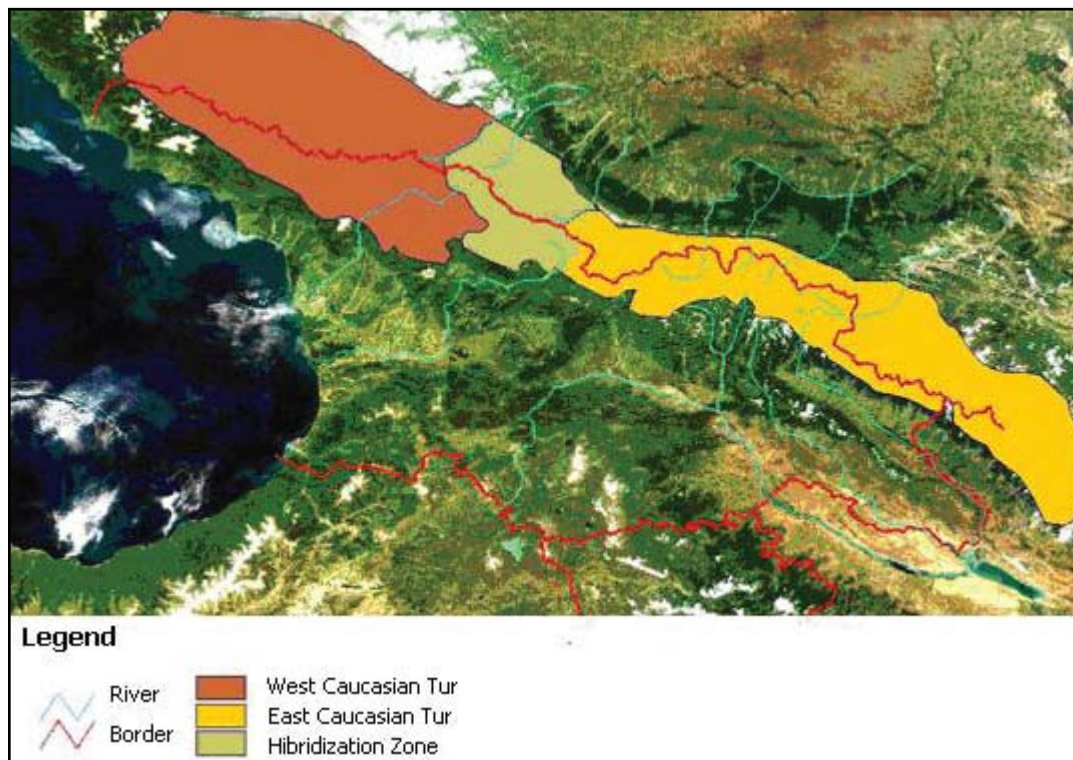 Legend
River
Border
West Caucasian Tur
East Caucasian Tur
Hibridization Zone